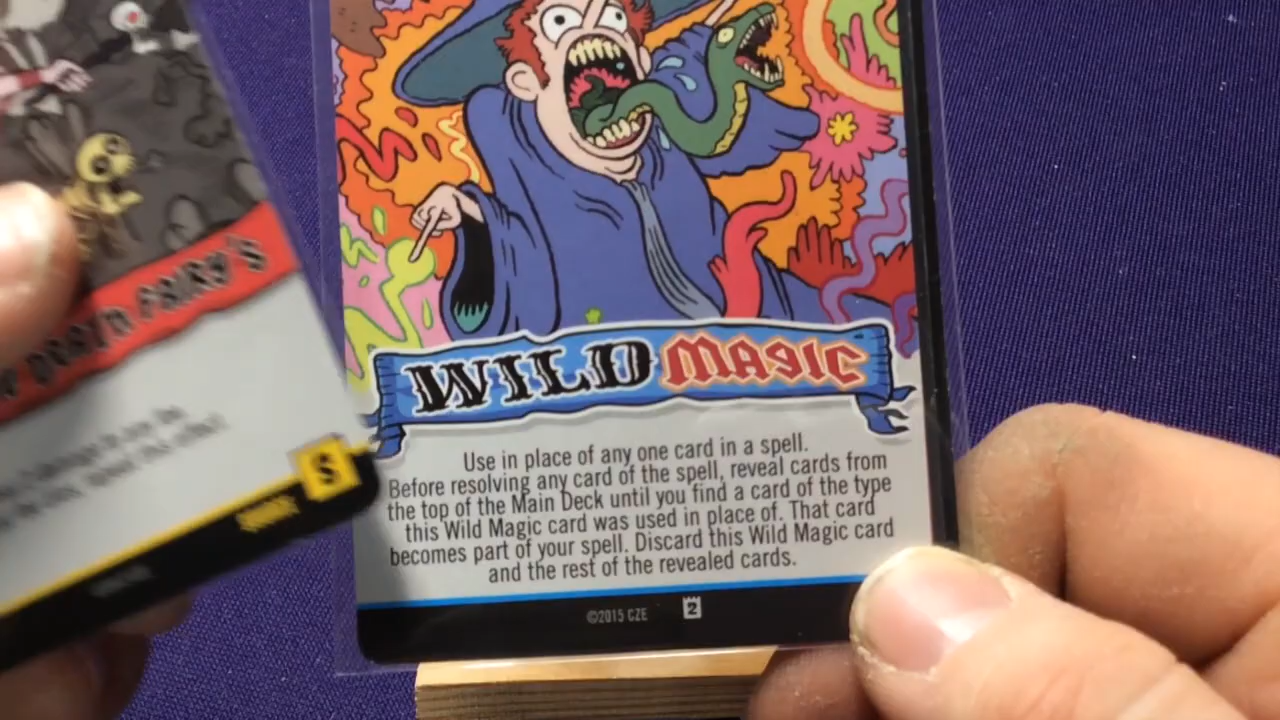 FAIRY'S
S
WILD MAGIC
Use in place of any one card in a spell.
Before resolving any card of the spell, reveal cards from
the top of the Main Deck until you find a card of the type
this Wild Magic card was used in place of. That card
becomes part of your spell. Discard this Wild Magic card
and the rest of the revealed cards.
©2015 CZE 2